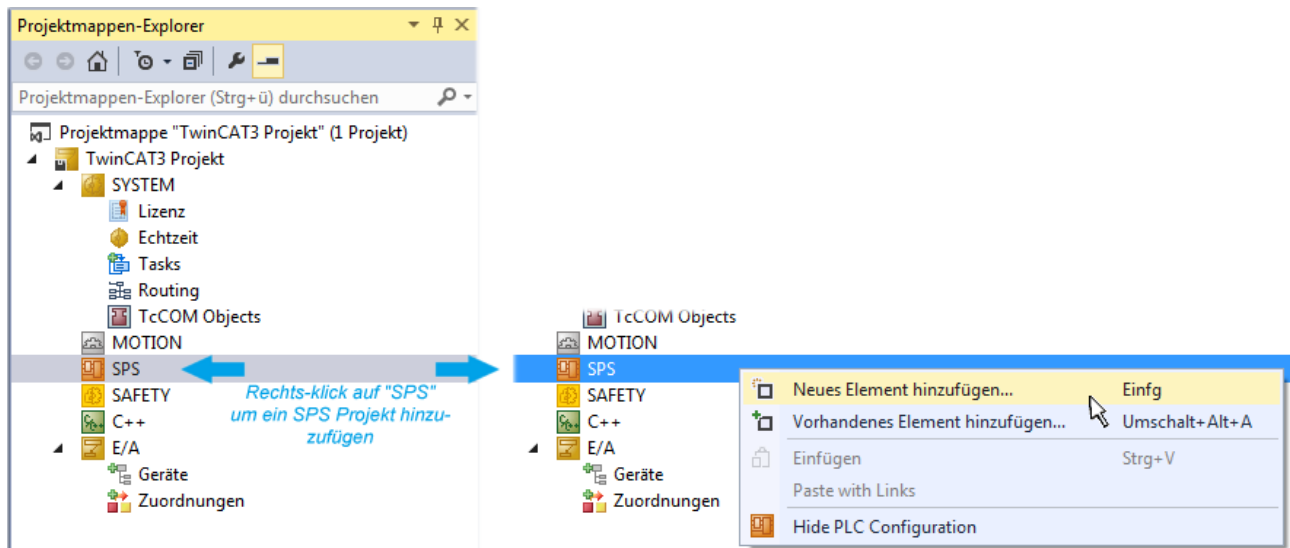 Projektmappen-Explorer
Projektmappen-Explorer (Strg+ü) durchsuchen
Projektmappe "TwinCAT3 Projekt" (1 Projekt)
TwinCAT3 Projekt
SYSTEM
Lizenz
Echtzeit
Tasks
Routing
TcCOM Objects
MOTION
SPS
SAFETY
C++
E/A
Geräte
Zuordnungen
Rechts-klick auf "SPS"
um ein SPS Projekt hinzu-
zufügen
TcCOM Objects
MOTION
SPS
SAFETY
C++
E/A
Geräte
Zuordnungen
Neues Element hinzufügen... Einfg
Vorhandenes Element hinzufügen... Umschalt+Alt+A
Einfügen Strg+V
Paste with Links
Hide PLC Configuration